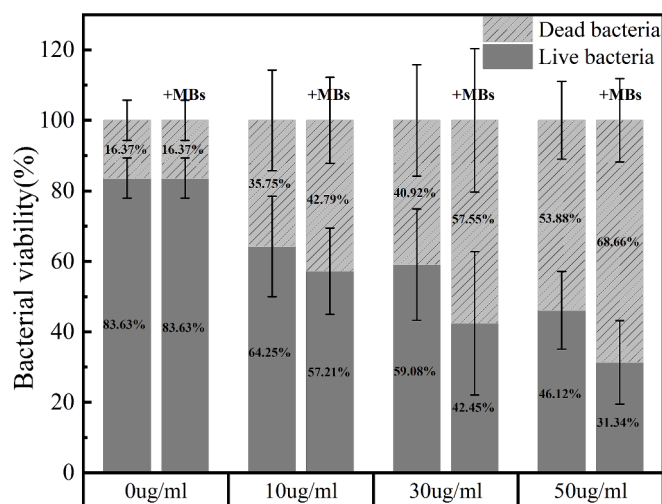 Dead bacteria
Live bacteria
Bacterial viability(%)
120
100
80
60
40
20
0
+MBs +MBs +MBs +MBs
16.37% 16.37% 35.75% 42.79% 40.92% 57.55% 53.88% 68.66%
83.63% 83.63% 64.25% 57.21% 59.08% 42.45% 46.12% 31.34%
0ug/ml 10ug/ml 30ug/ml 50ug/ml